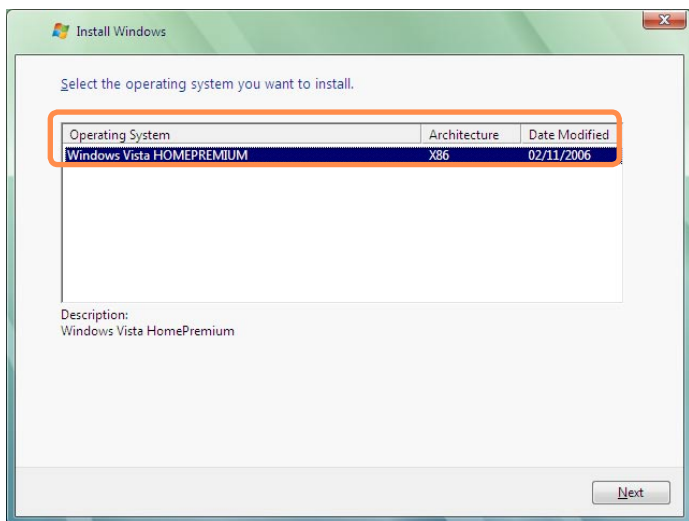 Install Windows
Select the operating system you want to install.
Operating System Architecture Date Modified
Windows Vista HOMEPREMIUM X86 02/11/2006
Description:
Windows Vista HomePremium
Next